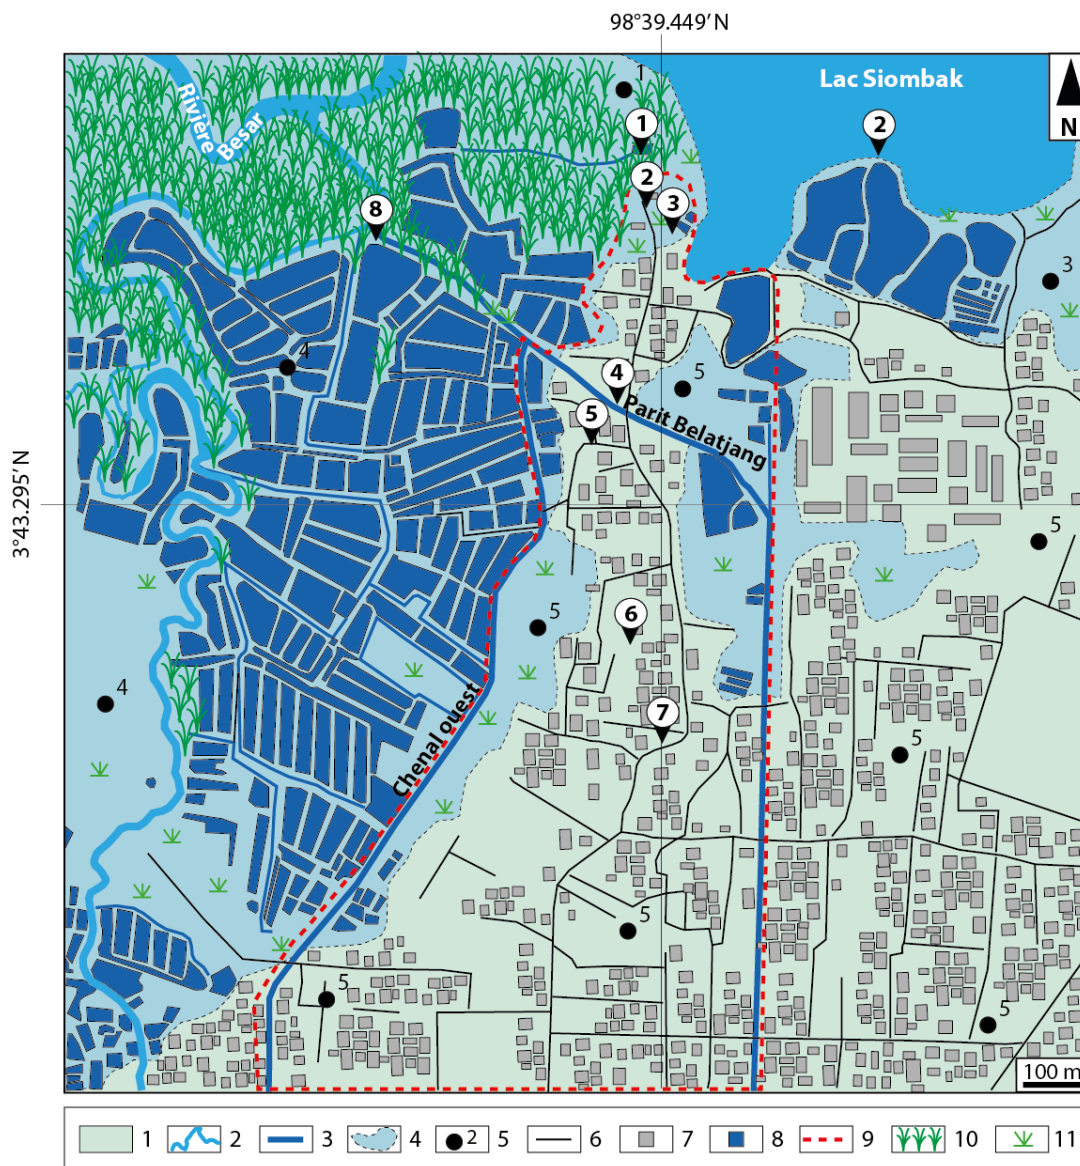 98°39.449’N
Lac Siombak
N
Rivière
Besar
1
1
2
2
3
8
3
4
5
4
Parit Belatjang
5
3°43.295’N
5
5
6
4
Chenal ouest
7
5
5
5
5
100 m
1 2 3 4 2 5 6 7 8 9 10 11